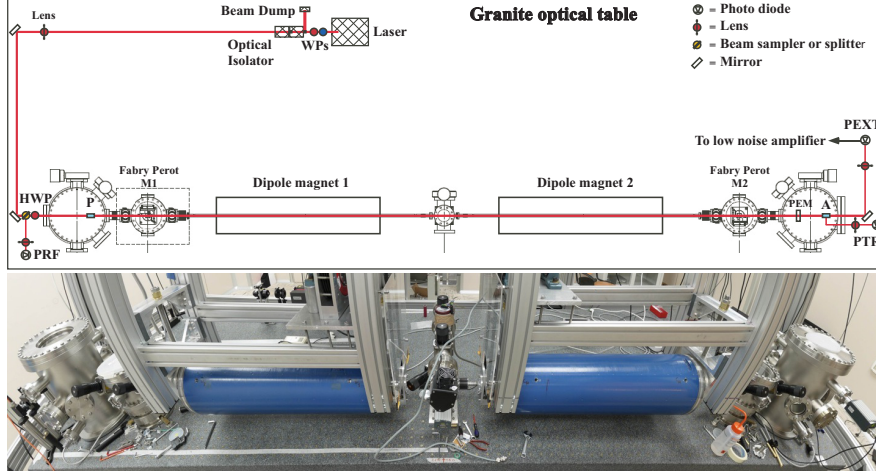 Granite optical table
= Photo diode
= Lens
= Beam sampler or splitter
= Mirror
Beam Dump
Lens
Optical
Isolator
WPs
Laser
PEXT
To low noise amplifier
Fabry Perot
M1
Dipole magnet 1
Dipole magnet 2
Fabry Perot
M2
HWP
P
PEM
A
PRF
PTR